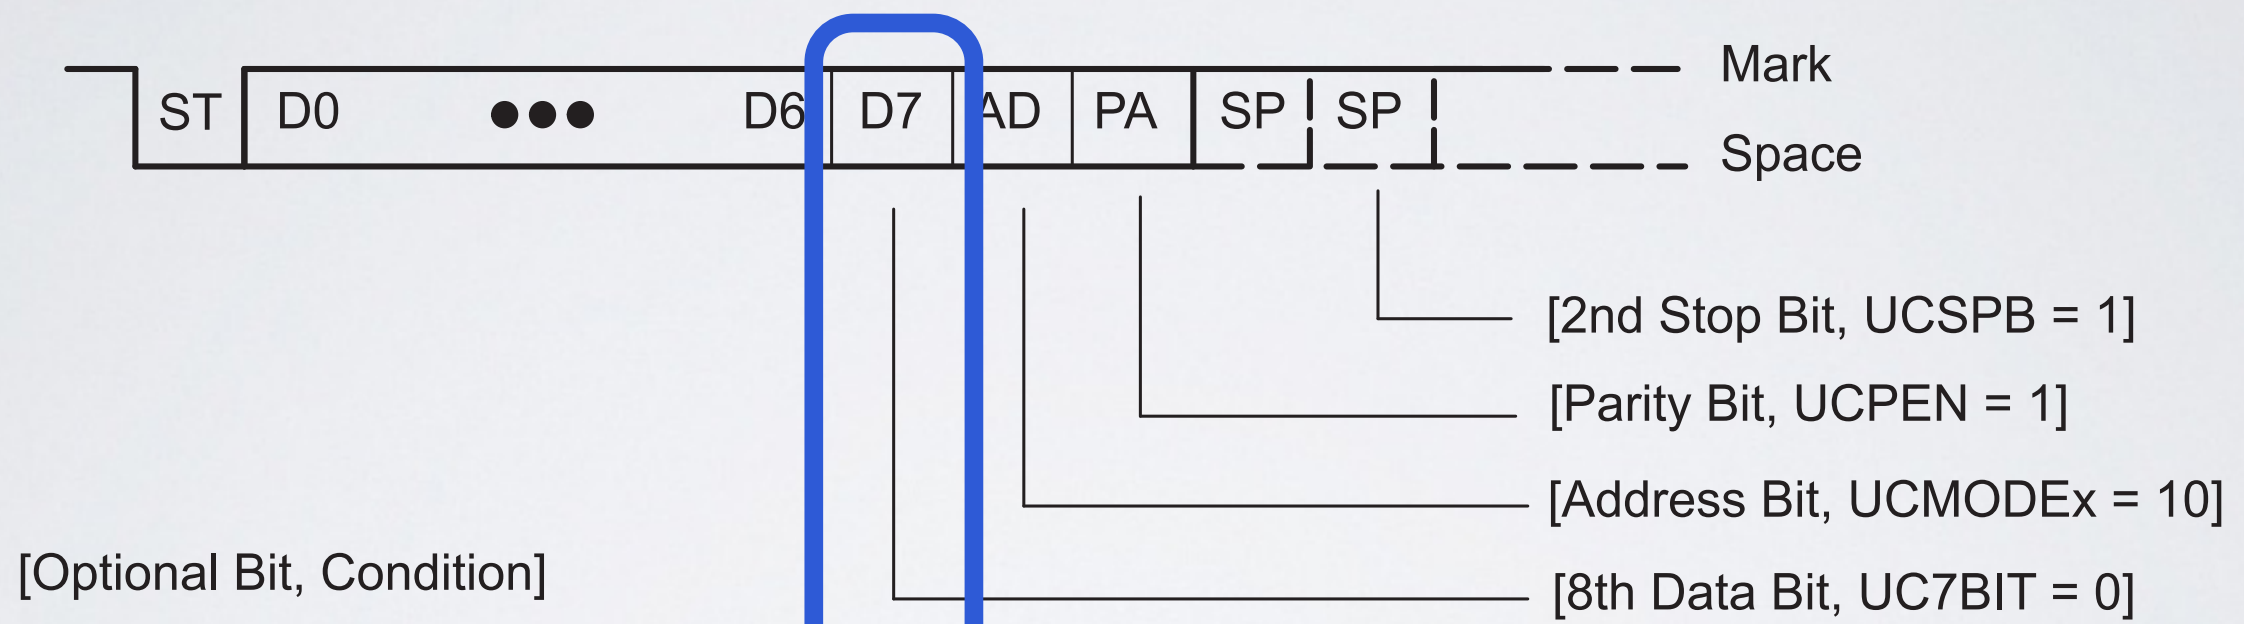 Mark
ST D0 ●●● D6 D7 AD PA SP SP
Space
[2nd Stop Bit, UCSPB = 1]
[Parity Bit, UCPEN = 1]
[Address Bit, UCMODEx = 10]
[Optional Bit, Condition]
[8th Data Bit, UC7BIT = 0]